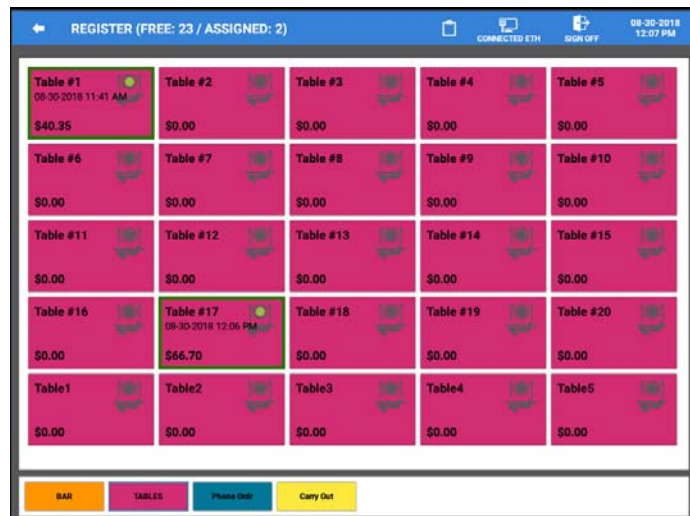 REGISTER (FREE: 23 / ASSIGNED: 2)
CONNECTED ETH
SIGN OFF
08-30-2018
12:07 PM
Table #1
08-30-2018 11:41 AM
$40.35
Table #2
$0.00
Table #3
$0.00
Table #4
$0.00
Table #5
$0.00
Table #6
$0.00
Table #7
$0.00
Table #8
$0.00
Table #9
$0.00
Table #10
$0.00
Table #11
$0.00
Table #12
$0.00
Table #13
$0.00
Table #14
$0.00
Table #15
$0.00
Table #16
$0.00
Table #17
08-30-2018 12:06 PM
$66.70
Table #18
$0.00
Table #19
$0.00
Table #20
$0.00
Table1
$0.00
Table2
$0.00
Table3
$0.00
Table4
$0.00
Table5
$0.00
BAR
TABLES
Phone Ordr
Carry Out